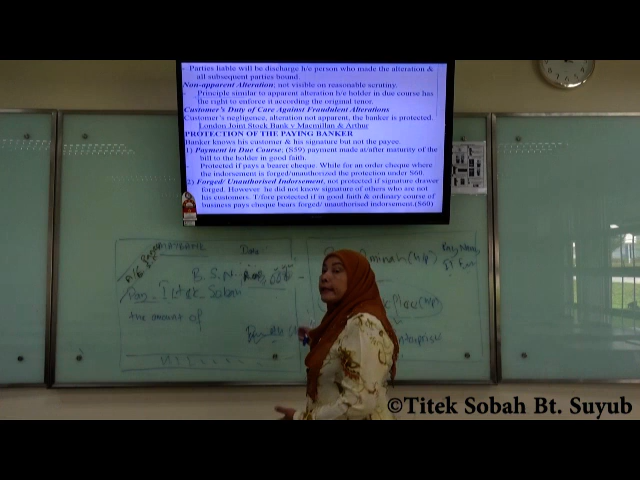 - Parties liable will be discharge h/e person who made the alteration &
all subsequent parties bound.
Non-apparent Alteration, not visible on reasonable scrutiny.
- Principle similar to apparent alteration h/e holder in due course has
the right to enforce it according the original tenor.
Customer's Duty of Care Against Fraudulent Alterations
Customer's negligence, alteration not apparent, the banker is protected.
London Joint Stock Bank v Macmillan & Arthur
PROTECTION OF THE PAYING BANKER
Banker knows his customer & his signature but not the payee.
1) Payment in Due Course, (S59) payment made at/after maturity of the
bill to the holder in good faith.
- Protected if pays a bearer cheque. While for an order cheque where
the indorsement is forged/unauthorized the protection under S60.
2) Forged/ Unauthorised Indorsement, not protected if signature drawer
forged. However he did not know signature of others who are not
his customers. T/fore protected if in good faith & ordinary course of
business pays cheque bears forged/ unauthorised indorsement.(S60)
MAYBANK Date
Pay Titek Sobah
the amount of
©Titek Sobah Bt. Suyub